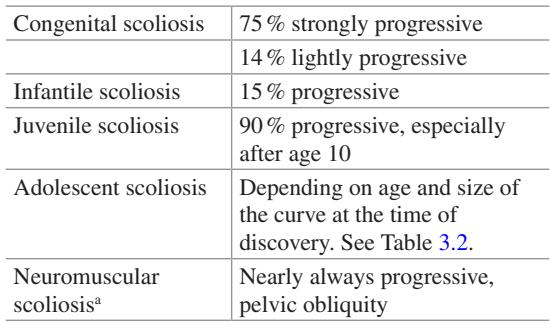 Congenital scoliosis 75 % strongly progressive
14 % lightly progressive
Infantile scoliosis 15 % progressive
Juvenile scoliosis 90 % progressive, especially
after age 10
Adolescent scoliosis Depending on age and size of
the curve at the time of
discovery. See Table 3.2.
Neuromuscular Nearly always progressive,
scoliosisᵃ pelvic obliquity